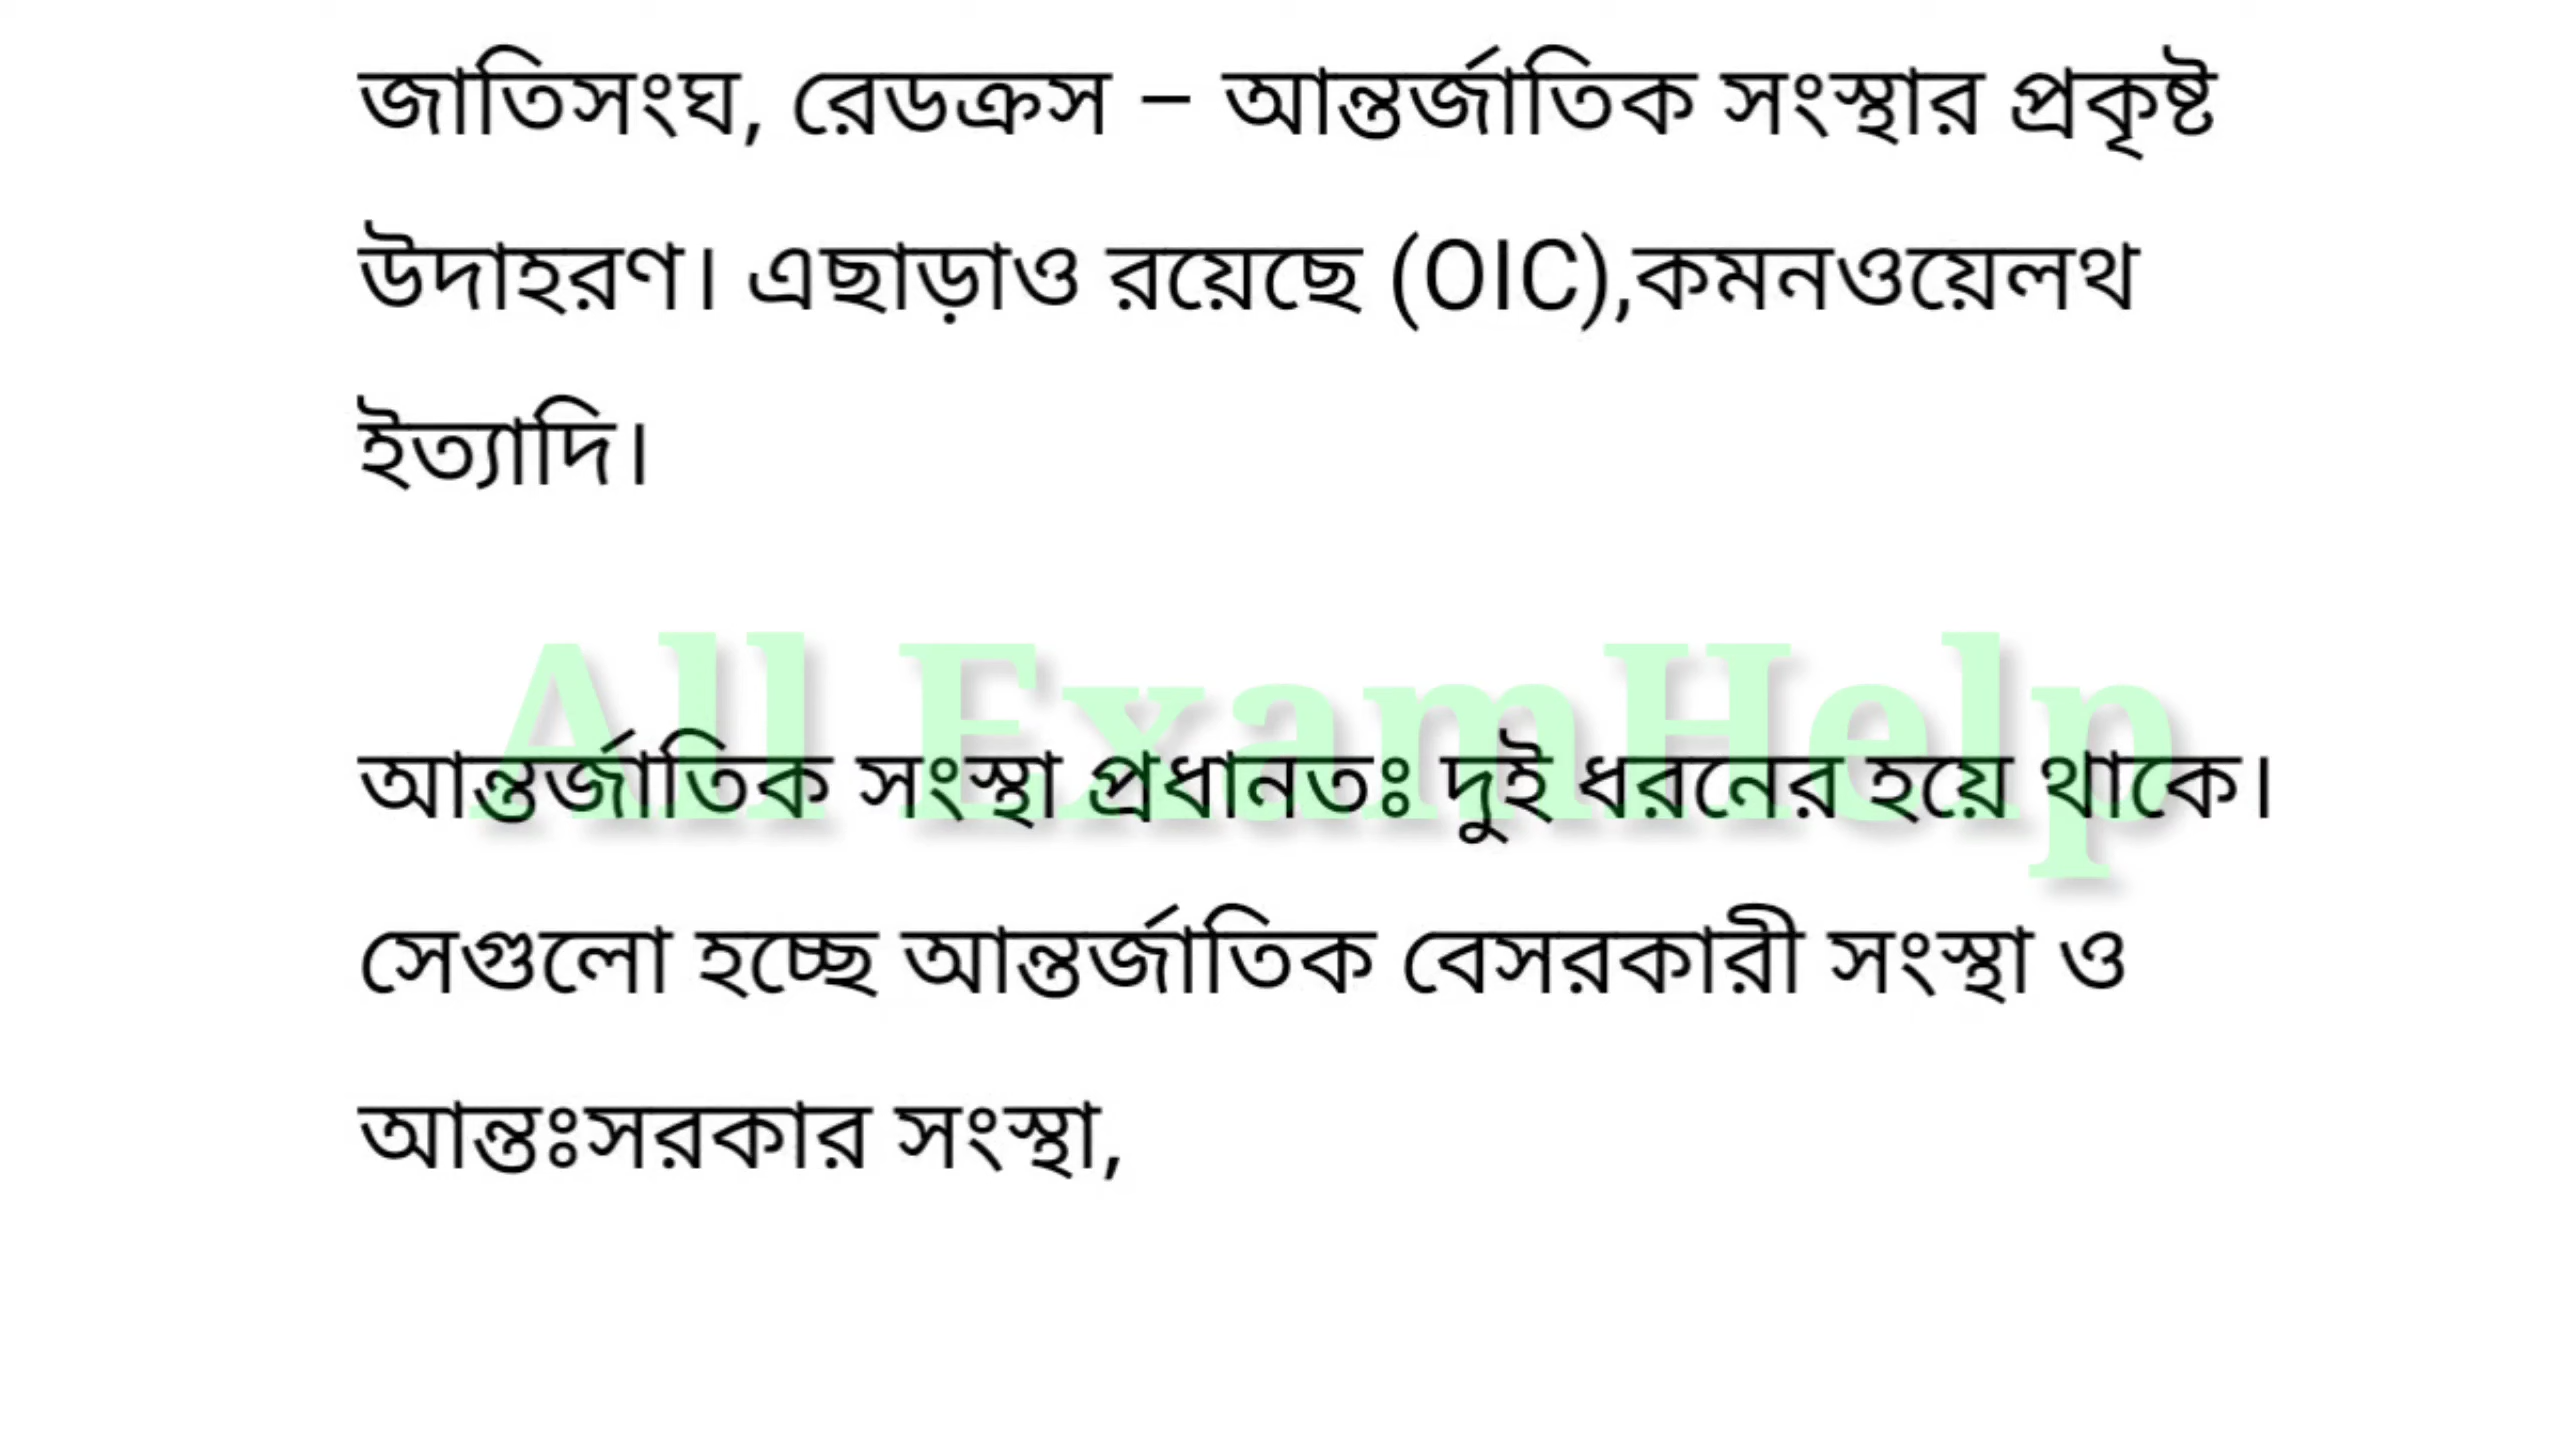 জাতিসংঘ, রেডক্রস – আন্তর্জাতিক সংস্থার প্রকৃষ্ট
উদাহরণ। এছাড়াও রয়েছে (OIC),কমনওয়েলথ
ইত্যাদি।
All ExamHelp
আন্তর্জাতিক সংস্থা প্রধানতঃ দুই ধরনের হয়ে থাকে।
সেগুলো হচ্ছে আন্তর্জাতিক বেসরকারী সংস্থা ও
আন্তঃসরকার সংস্থা,